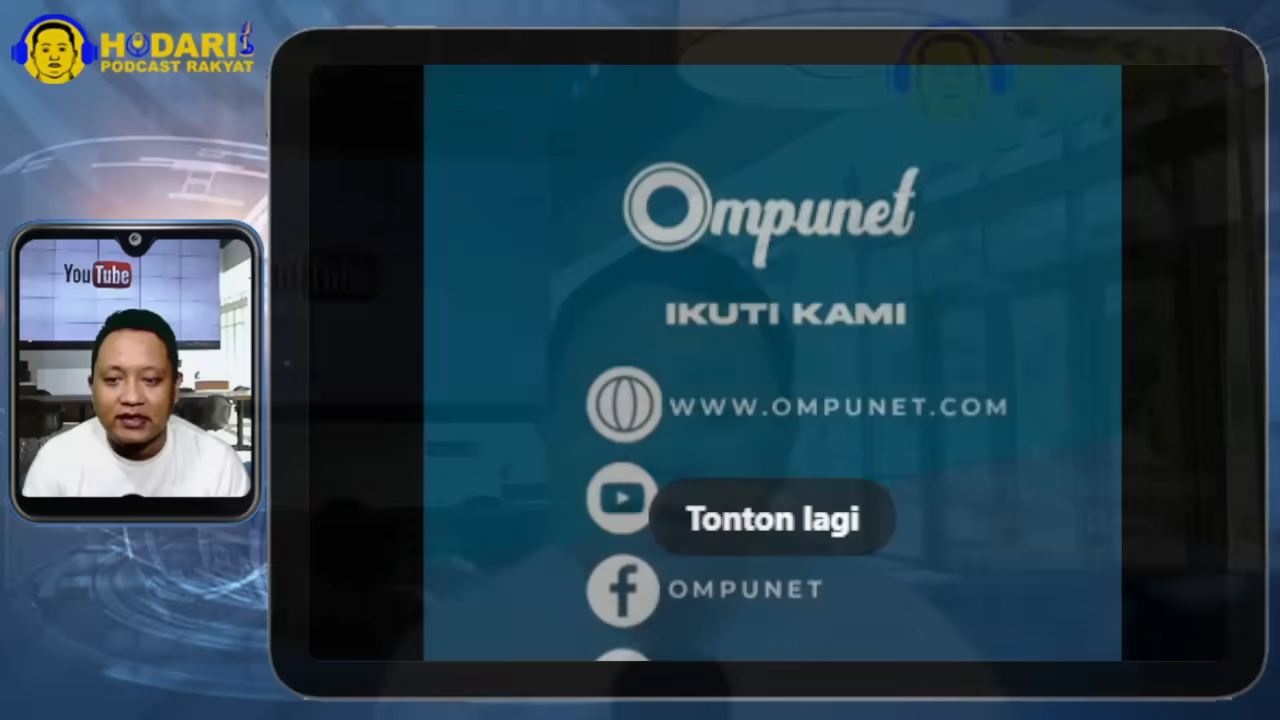 HODARI
PODCAST RAKYAT
YouTube
Ompunet
IKUTI KAMI
WWW.OMPUNET.COM
Tonton lagi
OMPUNET